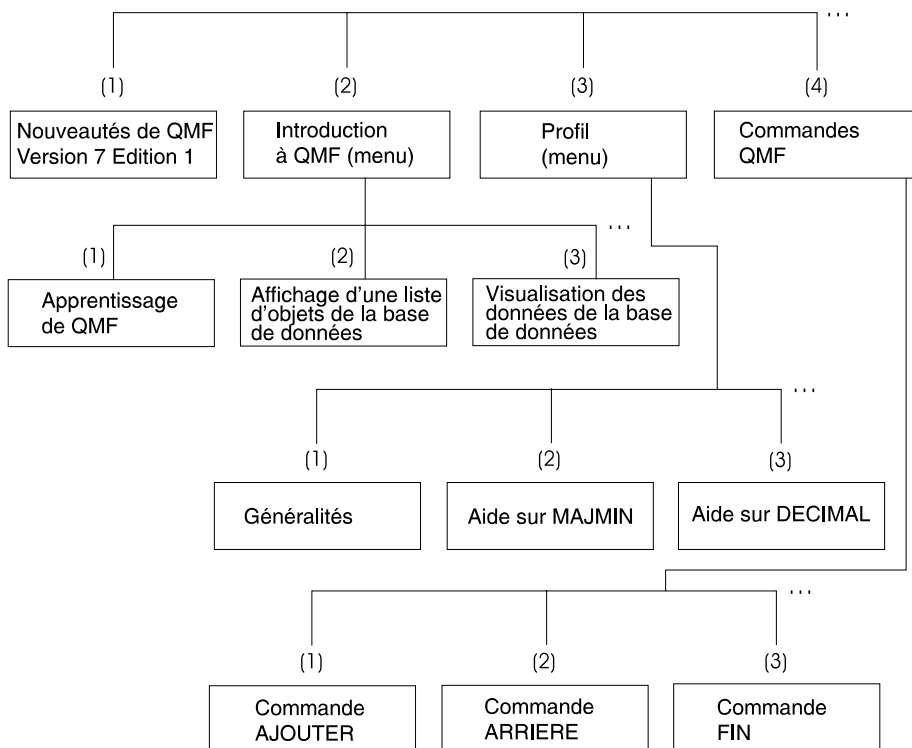 ...
(1) (2) (3) (4)
Nouveautés de QMF
Version 7 Edition 1
Introduction
à QMF (menu)
Profil
(menu)
Commandes
QMF
...
(1) (2) (3)
Apprentissage
de QMF
Affichage d'une liste
d'objets de la base
de données
Visualisation des
données de la base
de données
...
(1) (2) (3)
Généralités
Aide sur MAJMIN
Aide sur DECIMAL
...
(1) (2) (3)
Commande
AJOUTER
Commande
ARRIERE
Commande
FIN